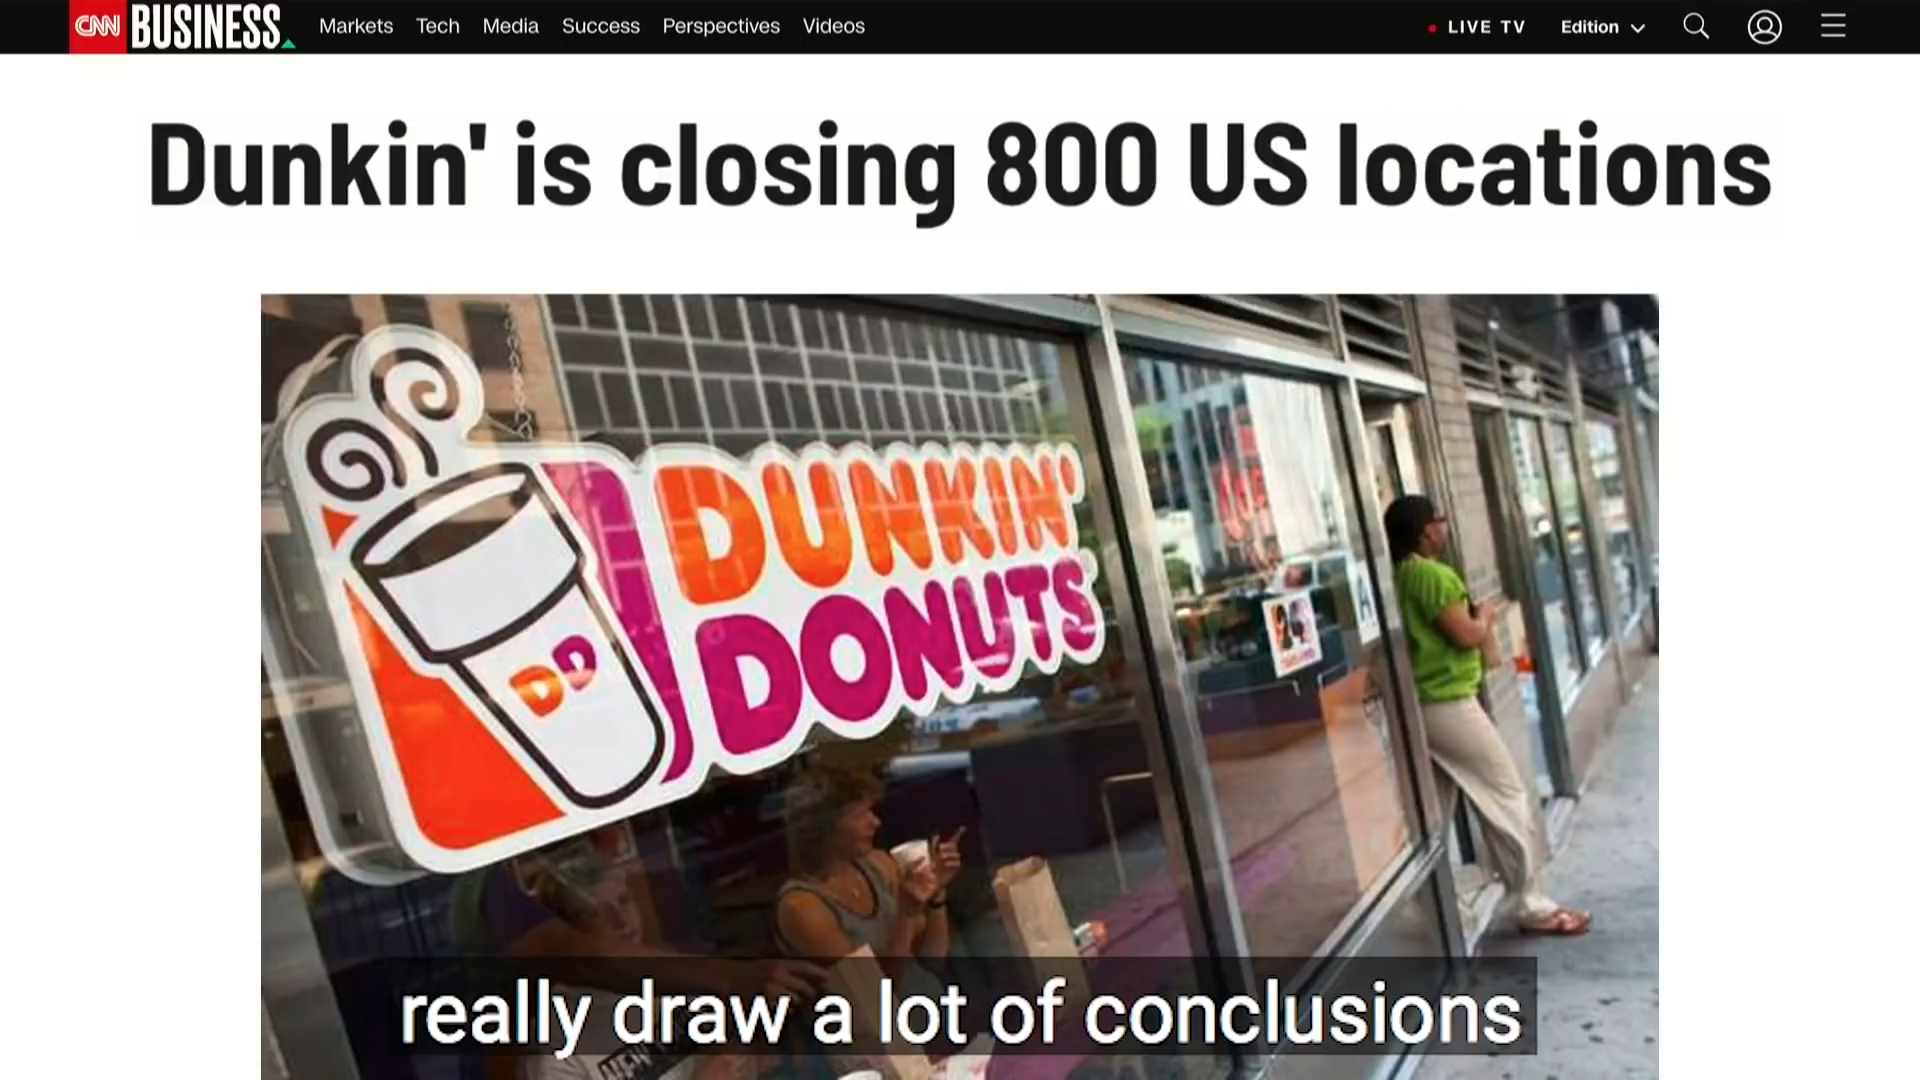 CNN BUSINESS Markets Tech Media Success Perspectives Videos LIVE TV Edition
Dunkin' is closing 800 US locations
DUNKIN'
DONUTS
DD
A
really draw a lot of conclusions